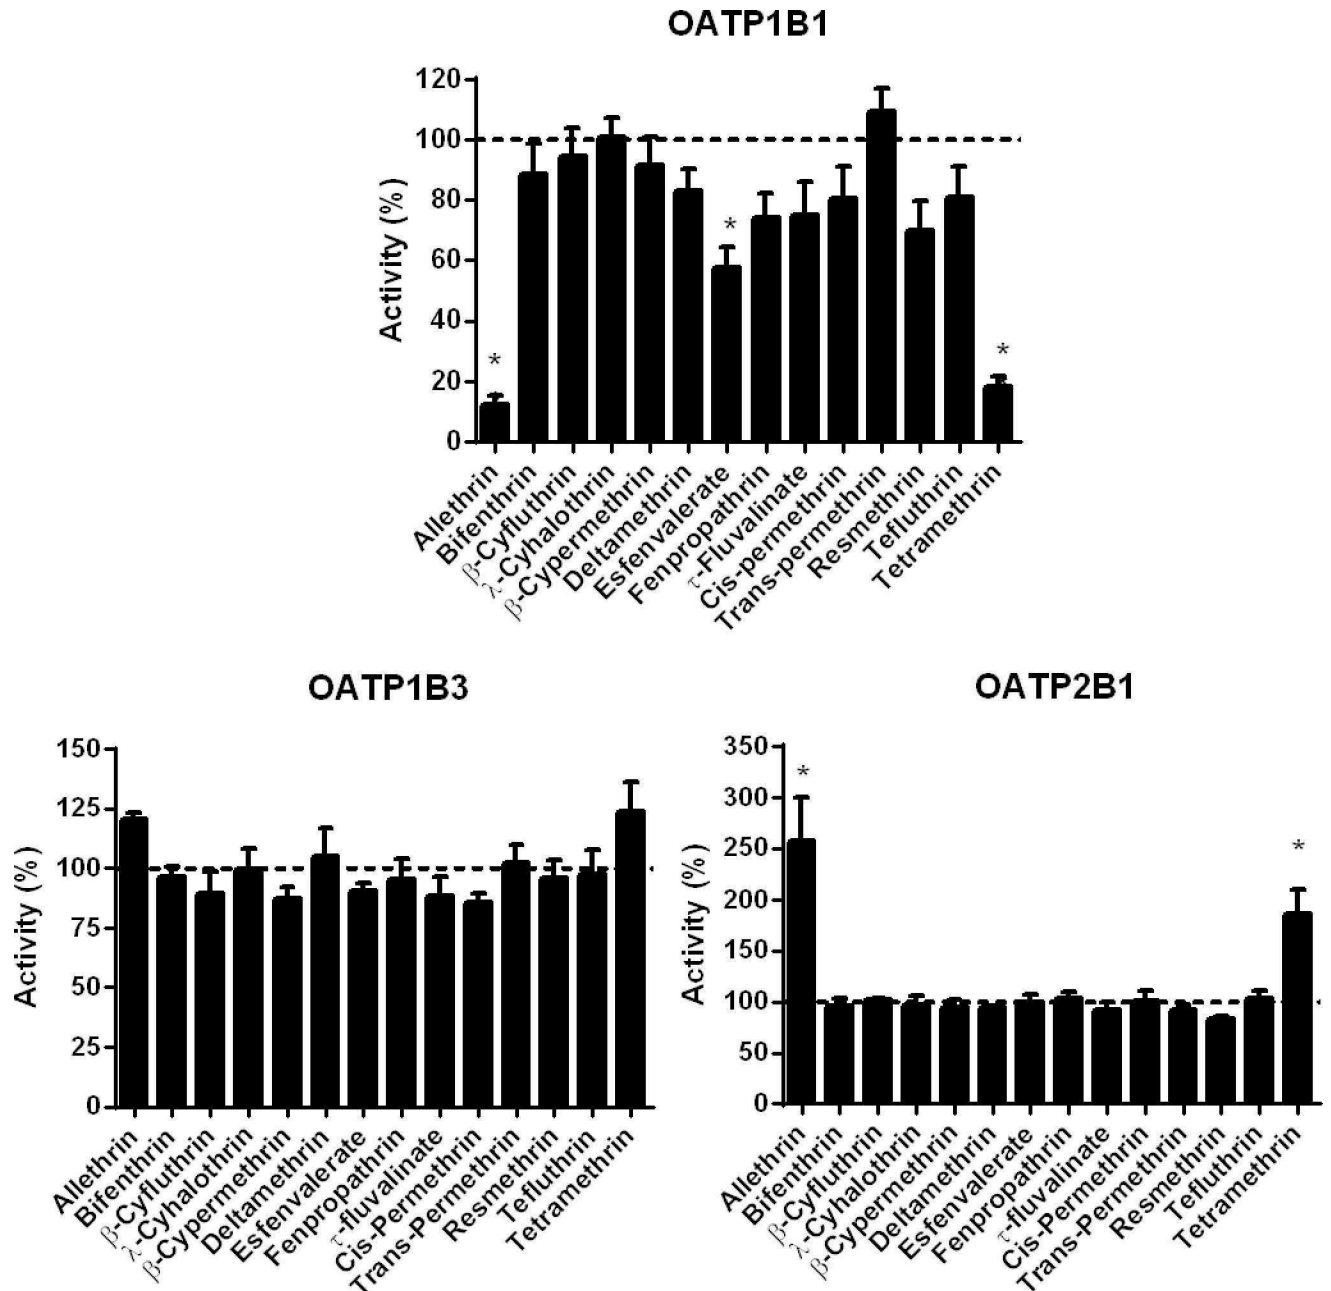 OATP1B1
Activity (%)
120
100
80
60
40
20
0
*
*
*
Allethrin
Bifenthrin
β-Cyfluthrin
λ-Cyhalothrin
β-Cypermethrin
Deltamethrin
Esfenvalerate
Fenpropathrin
τ-Fluvalinate
Cis-permethrin
Trans-permethrin
Resmethrin
Tefluthrin
Tetramethrin
OATP1B3
Activity (%)
150
125
100
75
50
25
0
Allethrin
Bifenthrin
β-Cyfluthrin
λ-Cyhalothrin
β-Cypermethrin
Deltamethrin
Esfenvalerate
Fenpropathrin
τ-fluvalinate
Cis-Permethrin
Trans-Permethrin
Resmethrin
Tefluthrin
Tetramethrin
OATP2B1
Activity (%)
350
300
250
200
150
100
50
0
*
*
Allethrin
Bifenthrin
β-Cyfluthrin
λ-Cyhalothrin
β-Cypermethrin
Deltamethrin
Esfenvalerate
Fenpropathrin
τ-fluvalinate
Cis-Permethrin
Trans-Permethrin
Resmethrin
Tefluthrin
Tetramethrin